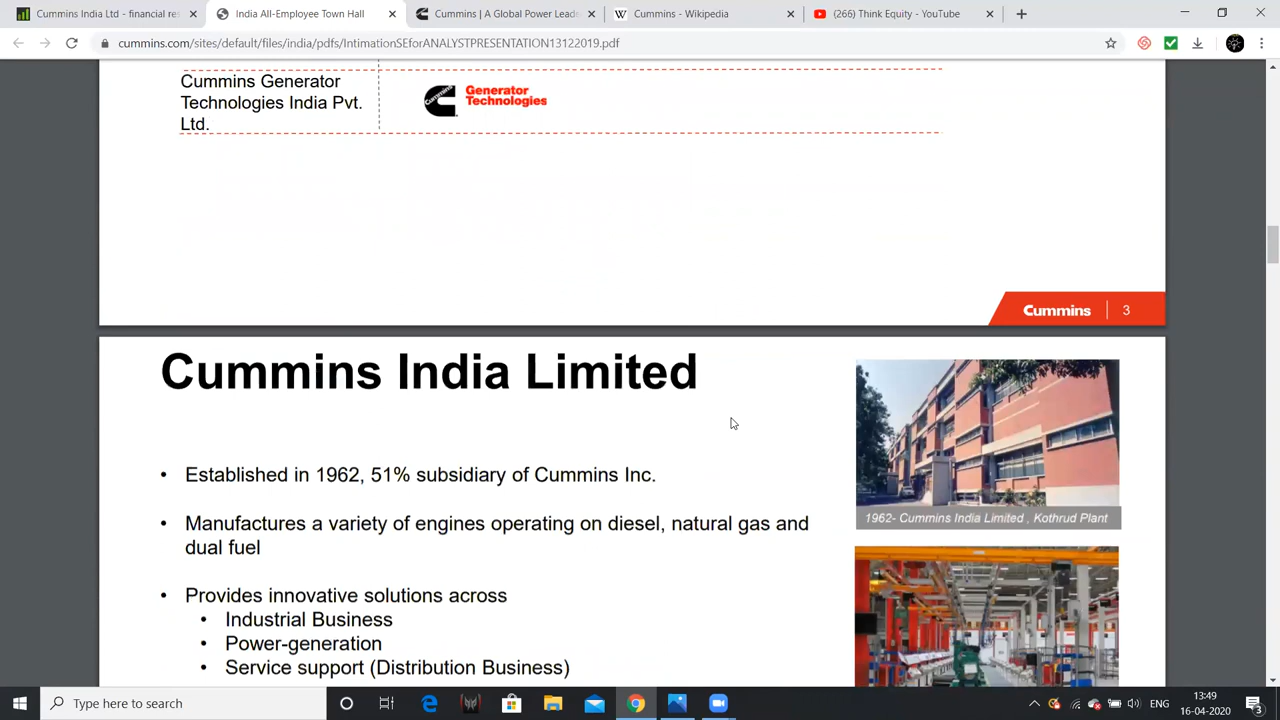 Cummins India Ltd - financial res
India All-Employee Town Hall
Cummins | A Global Power Leade
Cummins - Wikipedia
(266) Think Equity - YouTube
cummins.com/sites/default/files/india/pdfs/IntimationSEforANALYSTPRESENTATION13122019.pdf
Cummins Generator
Technologies India Pvt.
Ltd.
Cummins
Generator
Technologies
Cummins 3
Cummins India Limited
• Established in 1962, 51% subsidiary of Cummins Inc.
• Manufactures a variety of engines operating on diesel, natural gas and
dual fuel
• Provides innovative solutions across
• Industrial Business
• Power-generation
• Service support (Distribution Business)
1962- Cummins India Limited , Kothrud Plant
Type here to search
ENG
13:49
16-04-2020
3